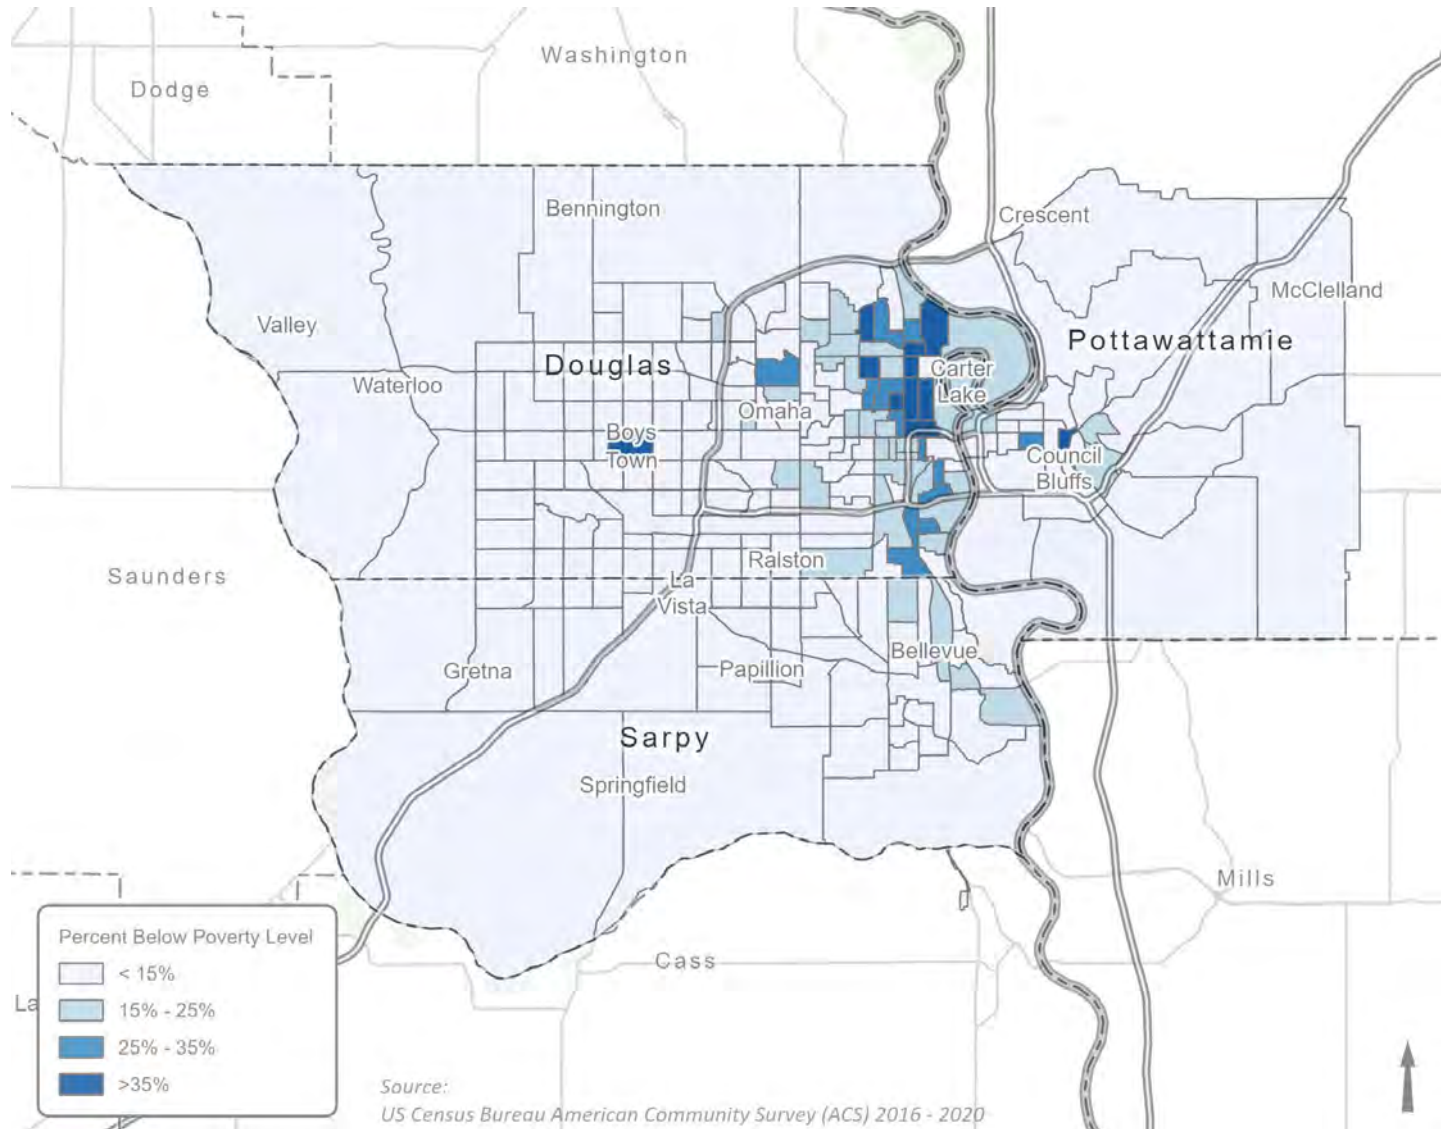 Washington
Dodge
Bennington
Crescent
McClelland
Valley
Pottawattamie
Douglas
Waterloo
Carter
Lake
Omaha
Boys
Town
Council
Bluffs
Ralston
Saunders
La
Vista
Bellevue
Gretna
Papillion
Sarpy
Springfield
Mills
Cass
La
Percent Below Poverty Level
< 15%
15% - 25%
25% - 35%
>35%
Source:
US Census Bureau American Community Survey (ACS) 2016 - 2020